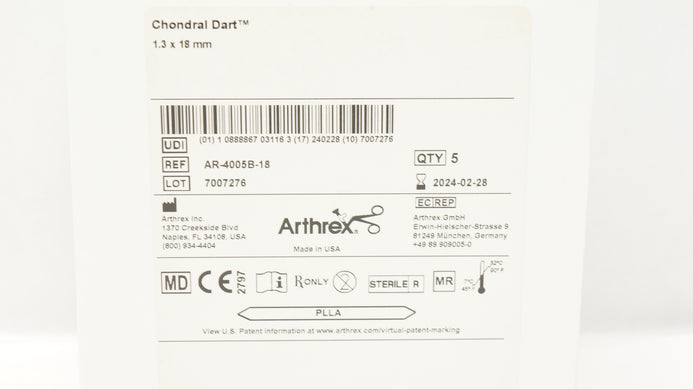 Chondral Dart™
1.3 x 18 mm
UDI
(01) 1 0888867 03116 3 (17) 240228 (10) 7007276
REF AR-4005B-18
QTY 5
LOT 7007276
2024-02-28
Arthrex Inc.
1370 Creekside Blvd
Naples, FL 34108, USA
(800) 934-4404
Arthrex®
Made in USA
EC REP
Arthrex GmbH
Erwin-Hielscher-Strasse 9
81249 München, Germany
+49 89 909005-0
MD CE 2797 i R ONLY 2 STERILE R MR
32°C
90° F
7°C
45° F
PLLA
View U.S. Patent information at www.arthrex.com/virtual-patent-marking